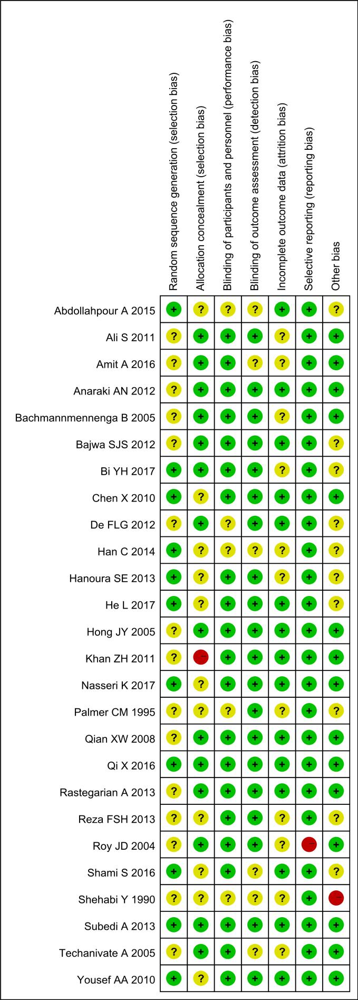 Random sequence generation (selection bias)
Allocation concealment (selection bias)
Blinding of participants and personnel (performance bias)
Blinding of outcome assessment (detection bias)
Incomplete outcome data (attrition bias)
Selective reporting (reporting bias)
Other bias
Abdollahpour A 2015 + ? ? ? + + ?
Ali S 2011 ? + + + ? + +
Amit A 2016 ? + + ? ? + +
Anaraki AN 2012 ? + + + + + +
Bachmannmennenga B 2005 ? + + + ? + +
Bajwa SJS 2012 ? + + + + + ?
Bi YH 2017 + + + + ? + ?
Chen X 2010 + ? + + + + +
De FLG 2012 ? + ? + + + ?
Han C 2014 + ? ? ? ? + ?
Hanoura SE 2013 + ? + + ? + ?
He L 2017 + ? + + + + ?
Hong JY 2005 ? + + + + + +
Khan ZH 2011 ? − + + + + +
Nasseri K 2017 + ? + + + + +
Palmer CM 1995 ? ? ? + ? + ?
Qian XW 2008 ? + + + + + +
Qi X 2016 + + + + + + +
Rastegarian A 2013 ? + + + + + +
Reza FSH 2013 ? ? + + ? + ?
Roy JD 2004 ? + + + ? − +
Shami S 2016 + ? + ? + + ?
Shehabi Y 1990 ? ? ? ? ? + −
Subedi A 2013 + + + + + + +
Techanivate A 2005 ? + + ? ? + +
Yousef AA 2010 + ? + + + + +